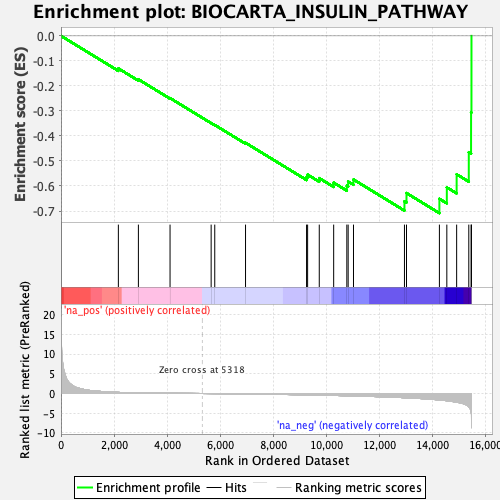 Enrichment plot: BIOCARTA_INSULIN_PATHWAY
Enrichment score (ES)
0.0
-0.1
-0.2
-0.3
-0.4
-0.5
-0.6
-0.7
'na_pos' (positively correlated)
Ranked list metric (PreRanked)
20
15
10
5
0
-5
-10
Zero cross at 5318
'na_neg' (negatively correlated)
0 2,000 4,000 6,000 8,000 10,000 12,000 14,000 16,000
Rank in Ordered Dataset
Enrichment profile Hits Ranking metric scores